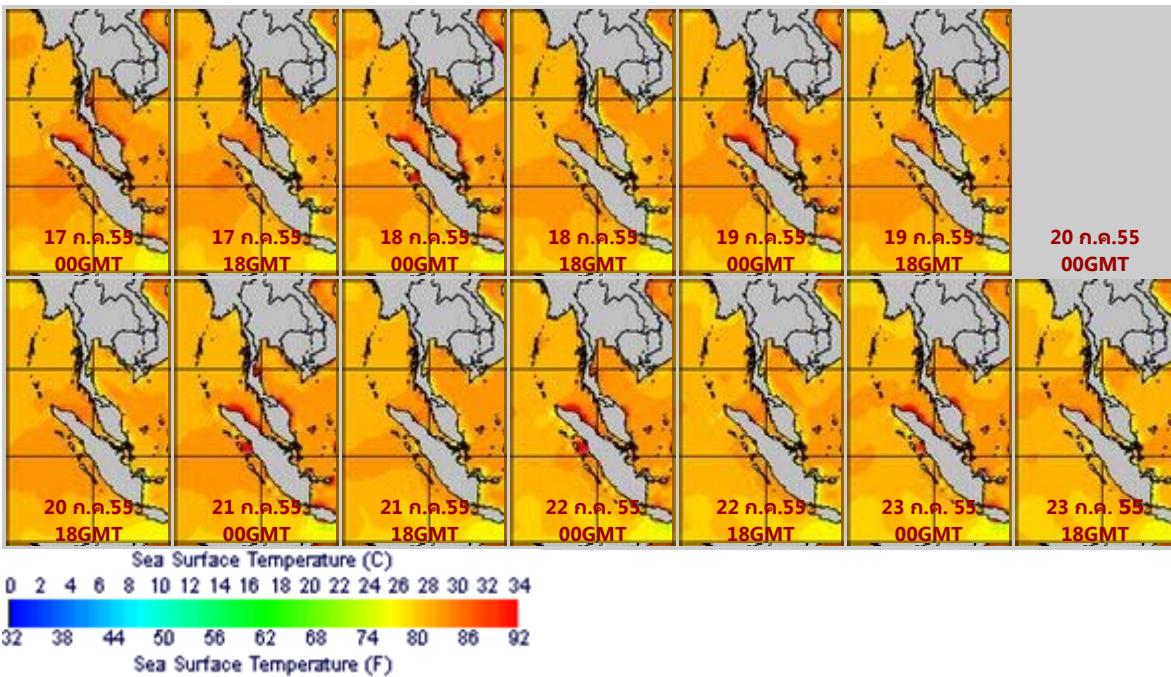 17 ก.ค.55
00GMT
17 ก.ค.55
18GMT
18 ก.ค.55
00GMT
18 ก.ค.55
18GMT
19 ก.ค.55
00GMT
19 ก.ค.55
18GMT
20 ก.ค.55
00GMT
20 ก.ค.55
18GMT
21 ก.ค.55
00GMT
21 ก.ค.55
18GMT
22 ก.ค. 55
00GMT
22 ก.ค.55
18GMT
23 ก.ค. 55
00GMT
23 ก.ค. 55
18GMT
Sea Surface Temperature (C)
0 2 4 6 8 10 12 14 16 18 20 22 24 26 28 30 32 34
32 38 44 50 56 62 68 74 80 86 92
Sea Surface Temperature (F)